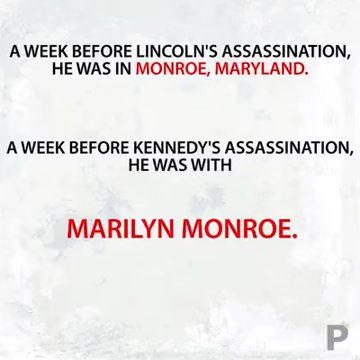 A WEEK BEFORE LINCOLN'S ASSASSINATION,
HE WAS IN MONROE, MARYLAND.
A WEEK BEFORE KENNEDY'S ASSASSINATION,
HE WAS WITH
MARILYN MONROE.
P